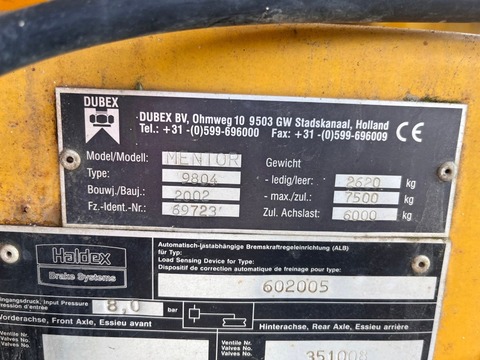 DUBEX
DUBEX BV, Ohmweg 10 9503 GW Stadskanaal, Holland
Tel.: +31 -(0)599-696000 Fax: +31 -(0)599-696009 CE
Model/Modell: MENTOR Gewicht
Type: 9804 - ledig/leer: 2620 kg
Bouwj./Bauj.: 2002 - max./zul.: 7500 kg
Fz.-Ident.-Nr.: 69723 Zul. Achslast: 6000 kg
Haldex
Brake Systems
Automatisch-lastabhängige Bremskraftregeleinrichtung (ALB)
für Typ:
Load Sensing Device for Type:
Dispositif de correction automatique de freinage pour type:
602005
Eingangsdruck, Input Pressure
Pression d'entrée 8,0 bar
Vorderachse, Front Axle, Essieu avant Hinterachse, Rear Axle, Essieu arrière
Ventile Nr. Ventile
Valves No. Valves No. 351008
Valves